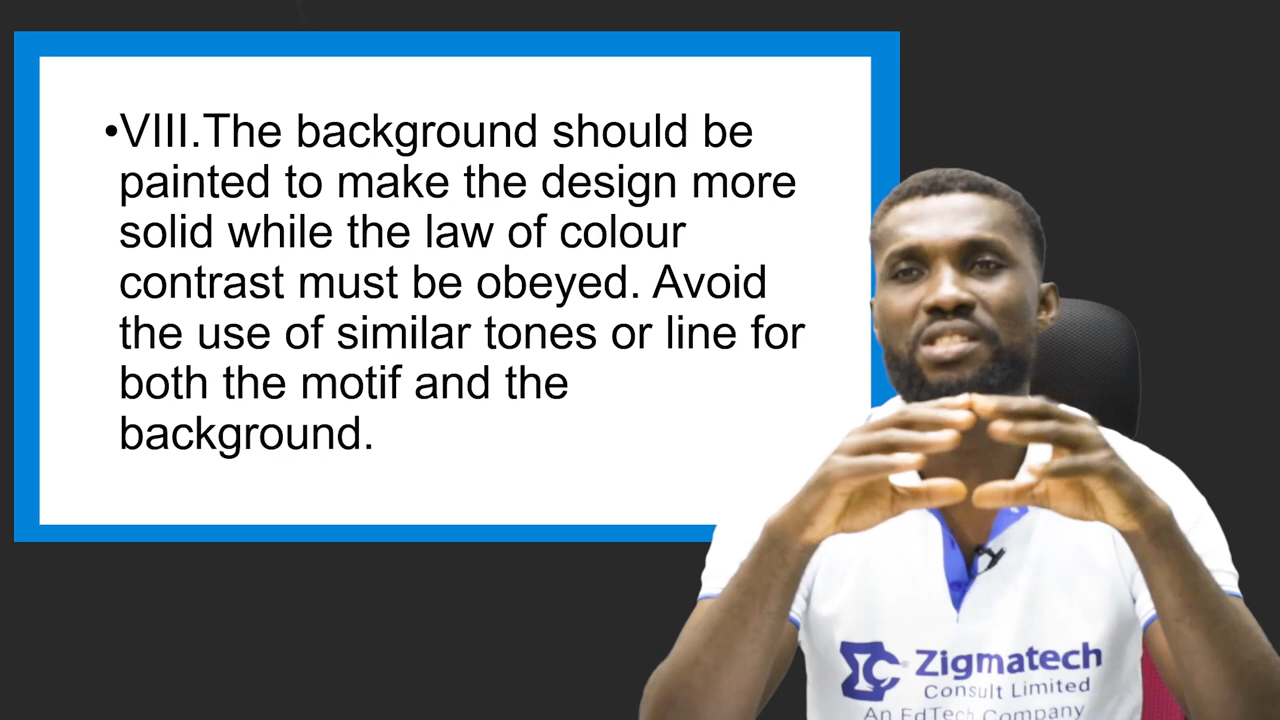 •VIII.The background should be
painted to make the design more
solid while the law of colour
contrast must be obeyed. Avoid
the use of similar tones or line for
both the motif and the
background.
Zigmatech
Consult Limited
An EdTech Company